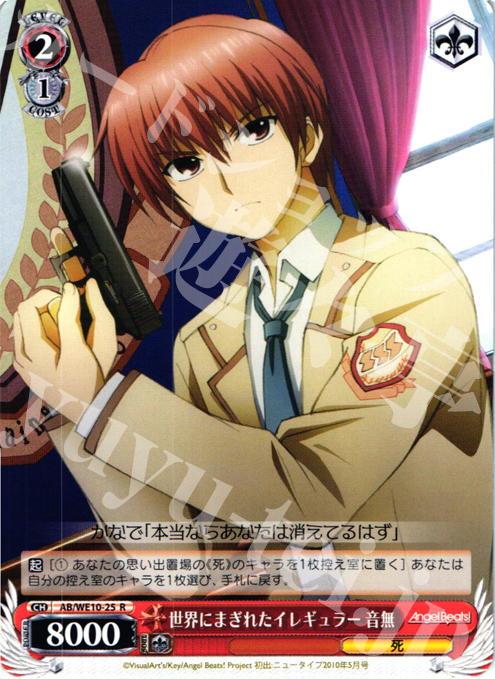 LEVEL
2
1
COST
かなで「本当ならあなたは消えてるはず」
起［① あなたの思い出置場の《死》のキャラを1枚控え室に置く］あなたは
自分の控え室のキャラを1枚選び、手札に戻す。
CH AB/WE10-25 R
世界にまぎれたイレギュラー 音無
Angel Beats!
POWER
8000
SOUL
死
©VisualArt's/Key/Angel Beats! Project 初出:ニュータイプ2010年5月号
yuyu-tei.jp